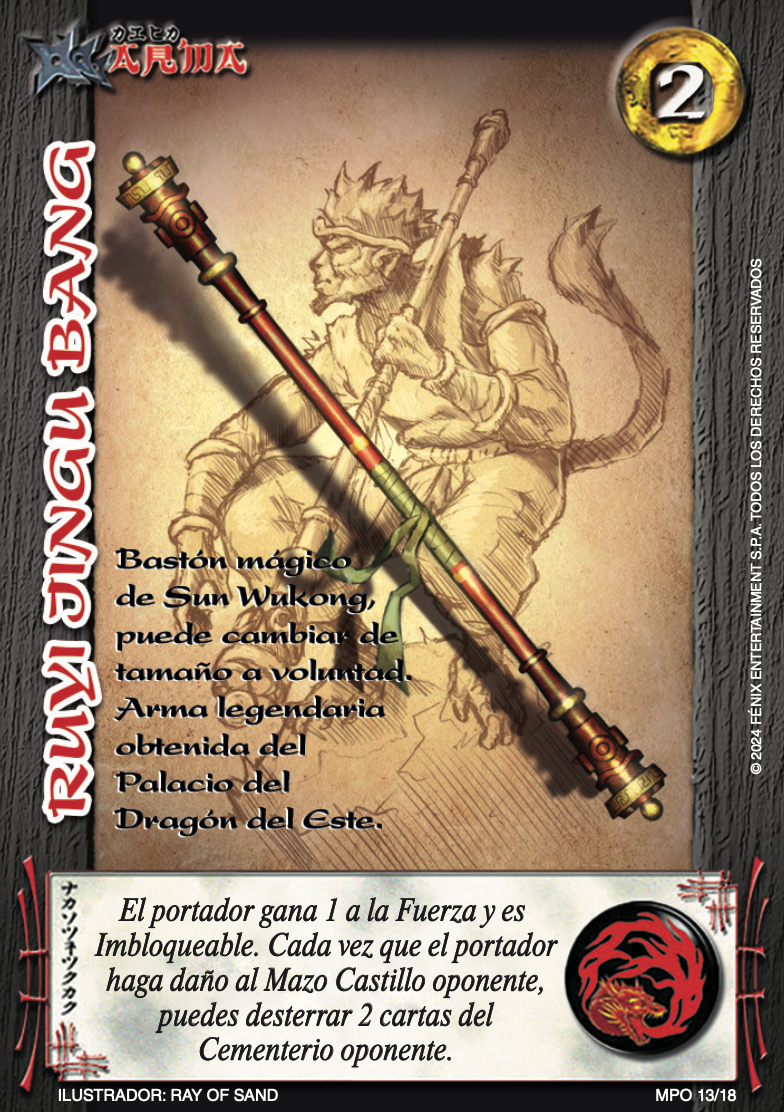 カエヒカ
ARMA
2
RUYI JINGU BANG
Bastón mágico
de Sun Wukong,
puede cambiar de
tamaño a voluntad.
Arma legendaria
obtenida del
Palacio del
Dragón del Este.
© 2024 FÉNIX ENTERTAINMENT S.P.A. TODOS LOS DERECHOS RESERVADOS
ナカソツネツクカク
El portador gana 1 a la Fuerza y es
Imbloqueable. Cada vez que el portador
haga daño al Mazo Castillo oponente,
puedes desterrar 2 cartas del
Cementerio oponente.
ILUSTRADOR: RAY OF SAND
MPO 13/18